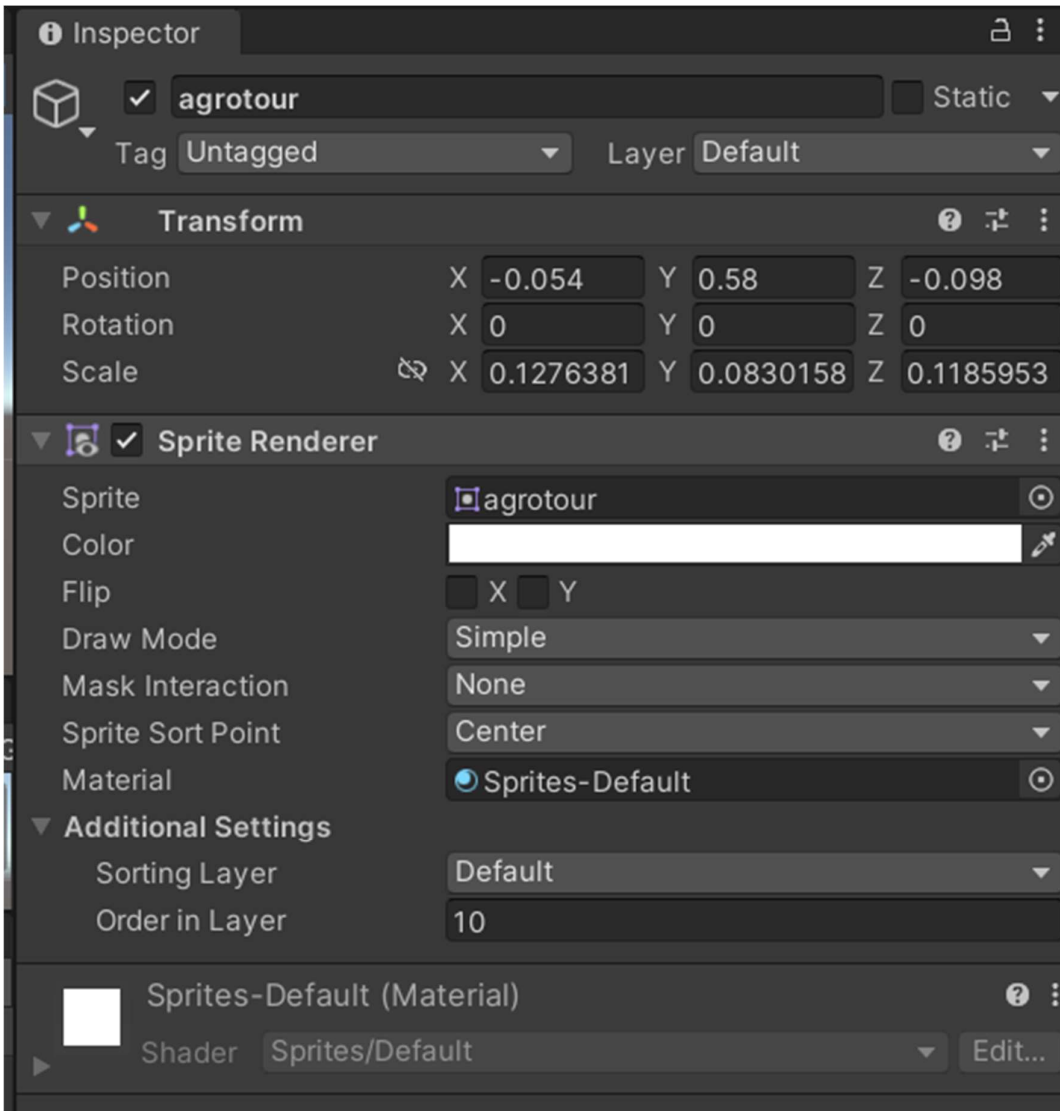 Inspector
agrotour Static
Tag Untagged Layer Default
Transform
Position X -0.054 Y 0.58 Z -0.098
Rotation X 0 Y 0 Z 0
Scale X 0.1276381 Y 0.0830158 Z 0.1185953
Sprite Renderer
Sprite agrotour
Color
Flip X Y
Draw Mode Simple
Mask Interaction None
Sprite Sort Point Center
Material Sprites-Default
Additional Settings
Sorting Layer Default
Order in Layer 10
Sprites-Default (Material)
Shader Sprites/Default Edit...